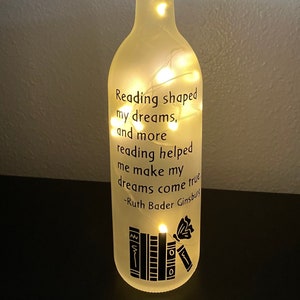 Reading shaped
my dreams,
and more
reading helped
me make my
dreams come true
-Ruth Bader Ginsburg